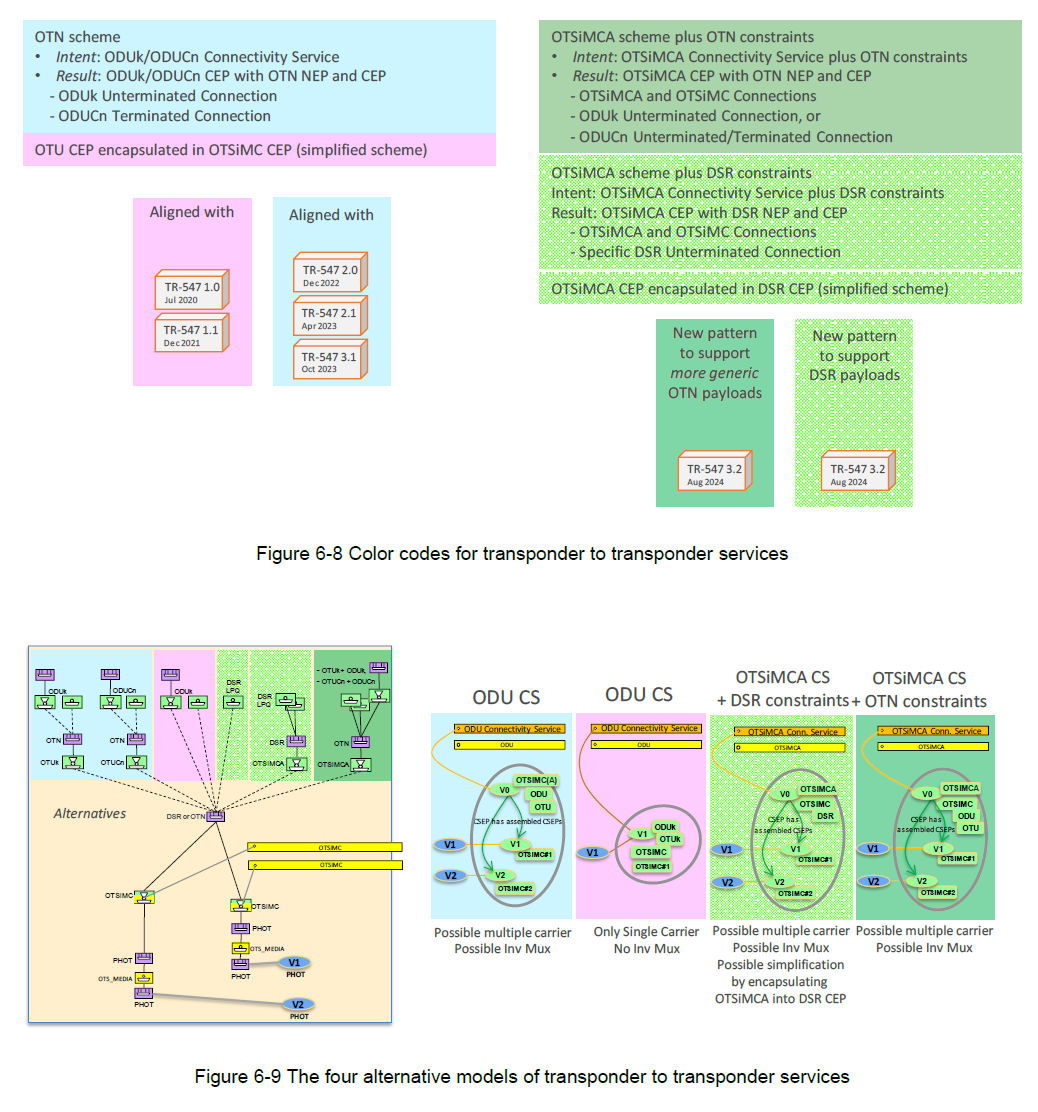 OTN scheme
• Intent: ODUk/ODUCn Connectivity Service
• Result: ODUk/ODUCn CEP with OTN NEP and CEP
- ODUk Unterminated Connection
- ODUCn Terminated Connection
OTU CEP encapsulated in OTSiMC CEP (simplified scheme)
Aligned with
TR-547 1.0
Jul 2020
TR-547 1.1
Dec 2021
Aligned with
TR-547 2.0
Dec 2022
TR-547 2.1
Apr 2023
TR-547 3.1
Oct 2023
OTSiMCA scheme plus OTN constraints
• Intent: OTSiMCA Connectivity Service plus OTN constraints
• Result: OTSiMCA CEP with OTN NEP and CEP
- OTSiMCA and OTSiMC Connections
- ODUk Unterminated Connection, or
- ODUCn Unterminated/Terminated Connection
OTSiMCA scheme plus DSR constraints
Intent: OTSiMCA Connectivity Service plus DSR constraints
Result: OTSiMCA CEP with DSR NEP and CEP
- OTSiMCA and OTSiMC Connections
- Specific DSR Unterminated Connection
OTSiMCA CEP encapsulated in DSR CEP (simplified scheme)
New pattern
to support
more generic
OTN payloads
TR-547 3.2
Aug 2024
New pattern
to support
DSR payloads
TR-547 3.2
Aug 2024
Figure 6-8 Color codes for transponder to transponder services
ODUk
OTN
OTUk
ODUCn
OTN
OTUCn
ODUk
DSR
LPQ
DSR
LPQ
DSR
OTSIMCA
- OTUk+ ODUk
- OTUCn + ODUCn
OTN
OTSIMCA
Alternatives
DSR or OTN
OTSIMC
OTSIMC
OTSIMC
OTSIMC
PHOT
OTS_MEDIA
PHOT
V1
PHOT
PHOT
OTS_MEDIA
PHOT
V2
PHOT
ODU CS
ODU Connectivity Service
ODU
V0
OTSIMC(A)
ODU
OTU
CSEP has assembled CSEPs
V1
V1
OTSIMC#1
V2
V2
OTSIMC#2
Possible multiple carrier
Possible Inv Mux
ODU CS
ODU Connectivity Service
ODU
V1
ODUk
OTUk
V1
OTSIMC
OTSIMC#1
Only Single Carrier
No Inv Mux
OTSiMCA CS
+ DSR constraints
OTSIMCA Conn. Service
OTSIMCA
V0
OTSIMCA
OTSIMC
DSR
CSEP has
assembled CSEPs
V1
V1
OTSIMC#1
V2
V2
OTSIMC#2
Possible multiple carrier
Possible Inv Mux
Possible simplification
by encapsulating
OTSiMCA into DSR CEP
OTSiMCA CS
+ OTN constraints
OTSIMCA Conn. Service
OTSIMCA
V0
OTSIMCA
OTSIMC
ODU
OTU
CSEP has
assembled CSEPs
V1
V1
OTSIMC#1
V2
V2
OTSIMC#2
Possible multiple carrier
Possible Inv Mux
Figure 6-9 The four alternative models of transponder to transponder services